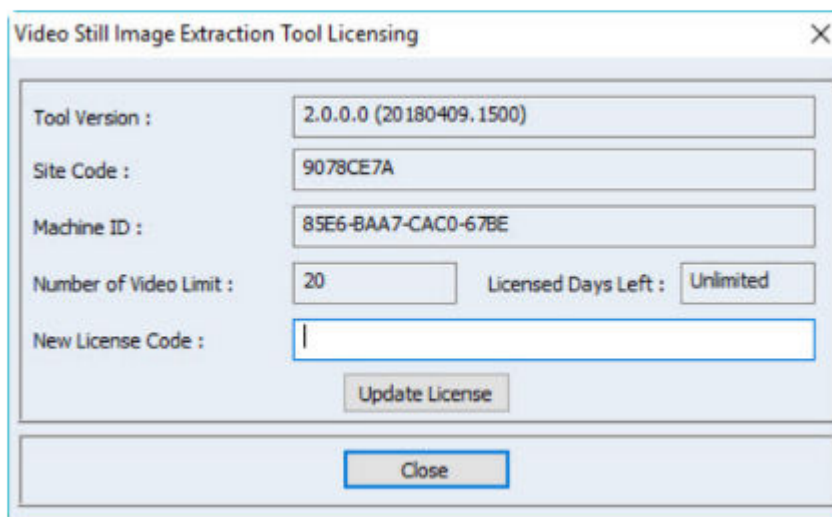 Video Still Image Extraction Tool Licensing
Tool Version : 2.0.0.0 (20180409.1500)
Site Code : 9078CE7A
Machine ID : 85E6-BAA7-CAC0-67BE
Number of Video Limit : 20 Licensed Days Left : Unlimited
New License Code :
Update License
Close